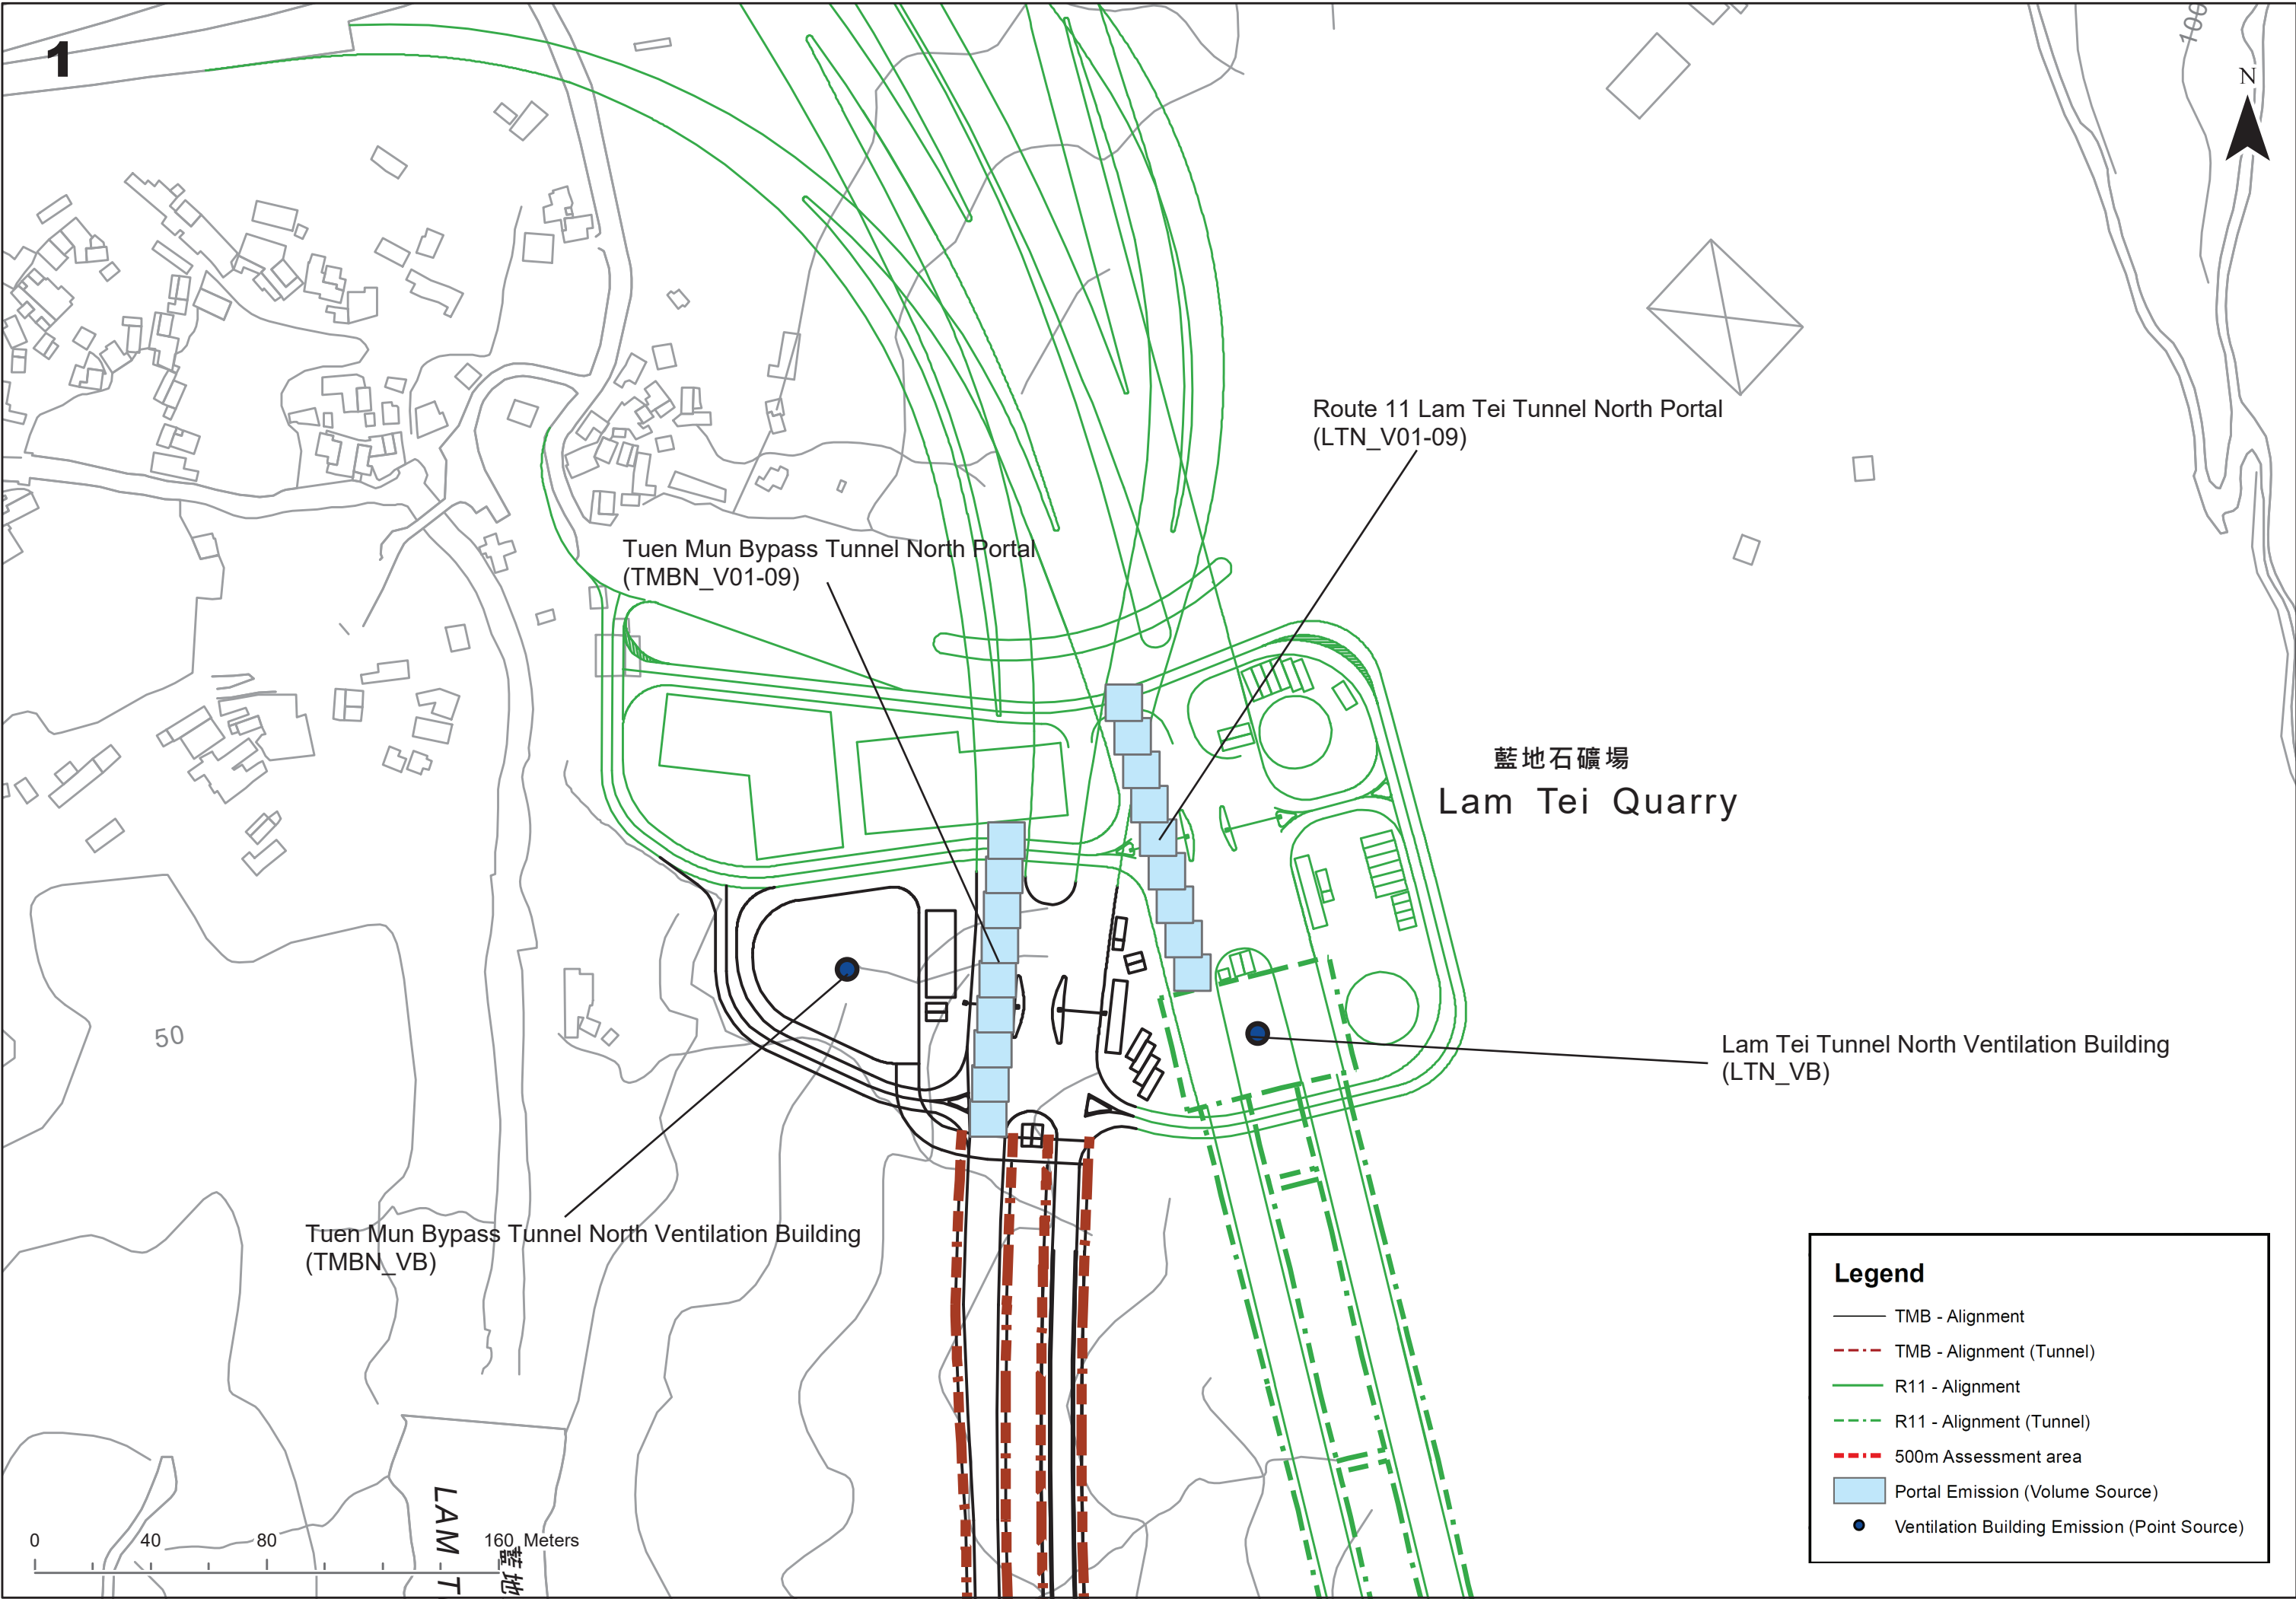 1
100
N
Route 11 Lam Tei Tunnel North Portal
(LTN_V01-09)
Tuen Mun Bypass Tunnel North Portal
(TMBN_V01-09)
藍地石礦場
Lam Tei Quarry
50
Lam Tei Tunnel North Ventilation Building
(LTN_VB)
Tuen Mun Bypass Tunnel North Ventilation Building
(TMBN_VB)
Legend
TMB - Alignment
TMB - Alignment (Tunnel)
R11 - Alignment
R11 - Alignment (Tunnel)
500m Assessment area
Portal Emission (Volume Source)
Ventilation Building Emission (Point Source)
LAM T
藍地
0 40 80 160 Meters